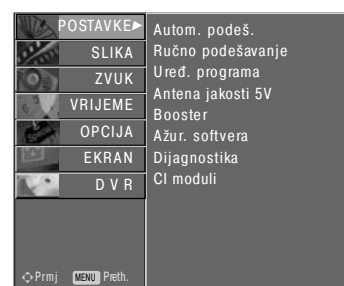 POSTAVKE
SLIKA
ZVUK
VRIJEME
OPCIJA
EKRAN
D V R
Autom. podeš.
Ručno podešavanje
Uređ. programa
Antena jakosti 5V
Booster
Ažur. softvera
Dijagnostika
CI moduli
Prmj MENU Preth.